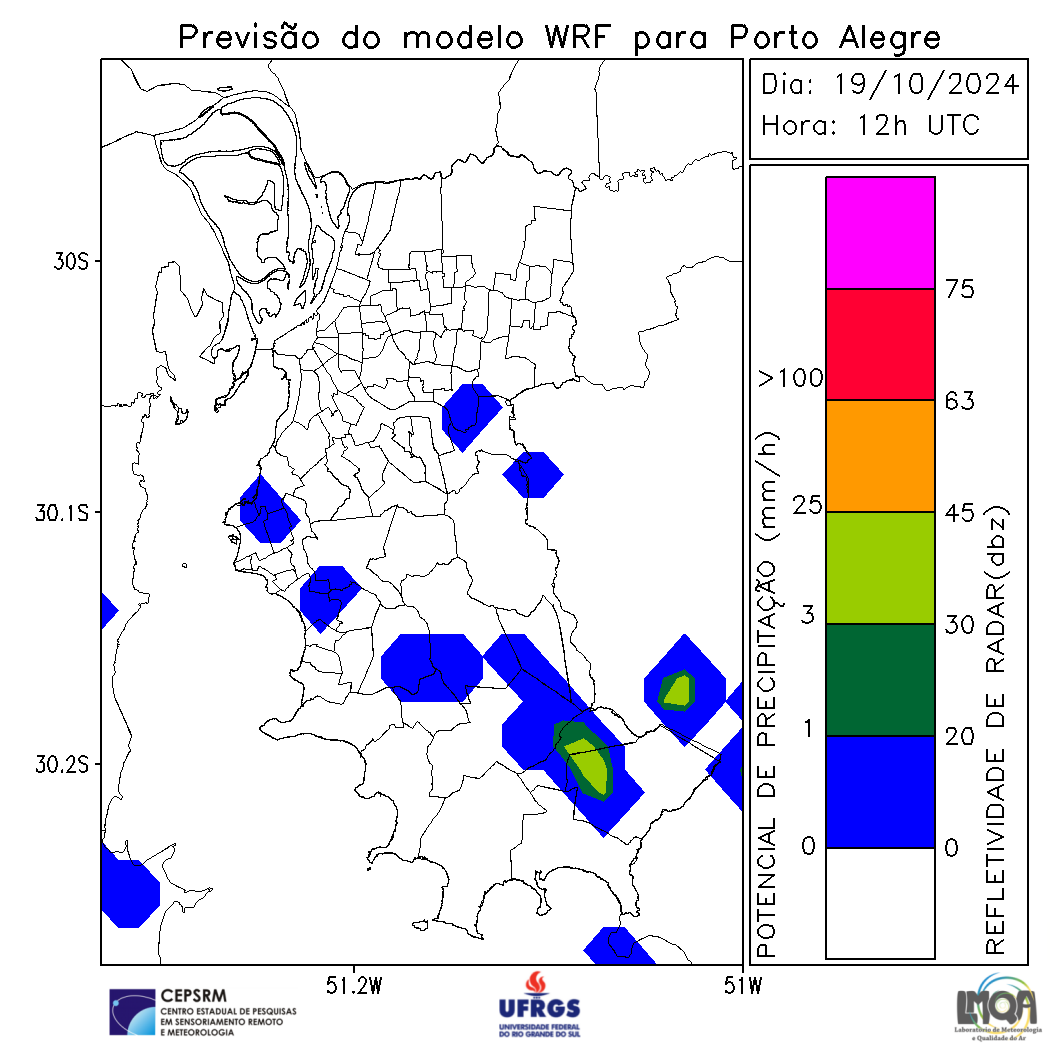 Previsão do modelo WRF para Porto Alegre
Dia: 19/10/2024
Hora: 12h UTC
30S
30.1S
30.2S
51.2W
51W
POTENCIAL DE PRECIPITAÇÃO (mm/h)
>100
25
3
1
0
75
63
45
30
20
0
REFLETIVIDADE DE RADAR(dbz)
CEPSRM
CENTRO ESTADUAL DE PESQUISAS
EM SENSORIAMENTO REMOTO
E METEOROLOGIA
UFRGS
UNIVERSIDADE FEDERAL
DO RIO GRANDE DO SUL
LMQA
Laboratório de Meteorologia
e Qualidade do Ar